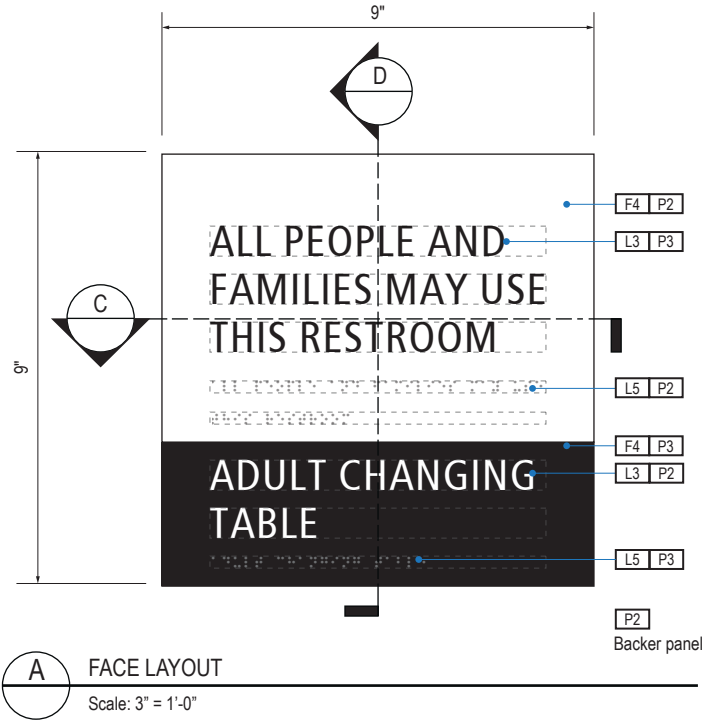 9"
D
F4 P2
ALL PEOPLE AND
L3 P3
FAMILIES MAY USE
C
THIS RESTROOM
9"
L5 P2
F4 P3
ADULT CHANGING
L3 P2
TABLE
L5 P3
P2
Backer panel
A
FACE LAYOUT
Scale: 3” = 1’-0”